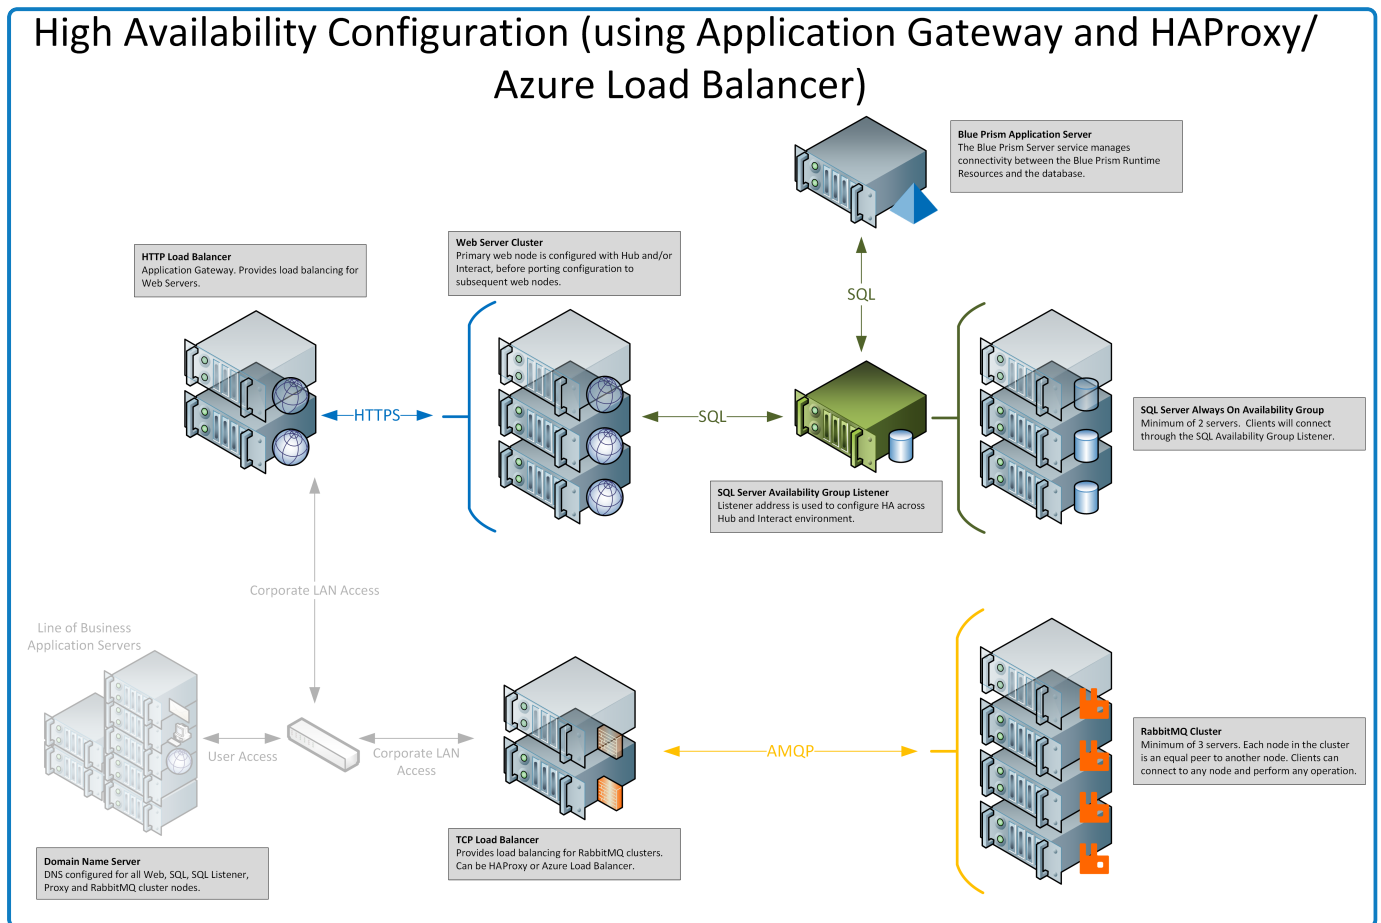 High Availability Configuration (using Application Gateway and HAProxy/
Azure Load Balancer)
Blue Prism Application Server
The Blue Prism Server service manages
connectivity between the Blue Prism Runtime
Resources and the database.
HTTP Load Balancer
Application Gateway. Provides load balancing for
Web Servers.
Web Server Cluster
Primary web node is configured with Hub and/or
Interact, before porting configuration to
subsequent web nodes.
SQL
HTTPS
SQL
SQL Server Always On Availability Group
Minimum of 2 servers.  Clients will connect
through the SQL Availability Group Listener.
SQL Server Availability Group Listener
Listener address is used to configure HA across
Hub and Interact environment.
Corporate LAN Access
Line of Business
Application Servers
User Access
Corporate LAN
Access
AMQP
RabbitMQ Cluster
Minimum of 3 servers. Each node in the cluster
is an equal peer to another node. Clients can
connect to any node and perform any operation.
TCP Load Balancer
Provides load balancing for RabbitMQ clusters.
Can be HAProxy or Azure Load Balancer.
Domain Name Server
DNS configured for all Web, SQL, SQL Listener,
Proxy and RabbitMQ cluster nodes.